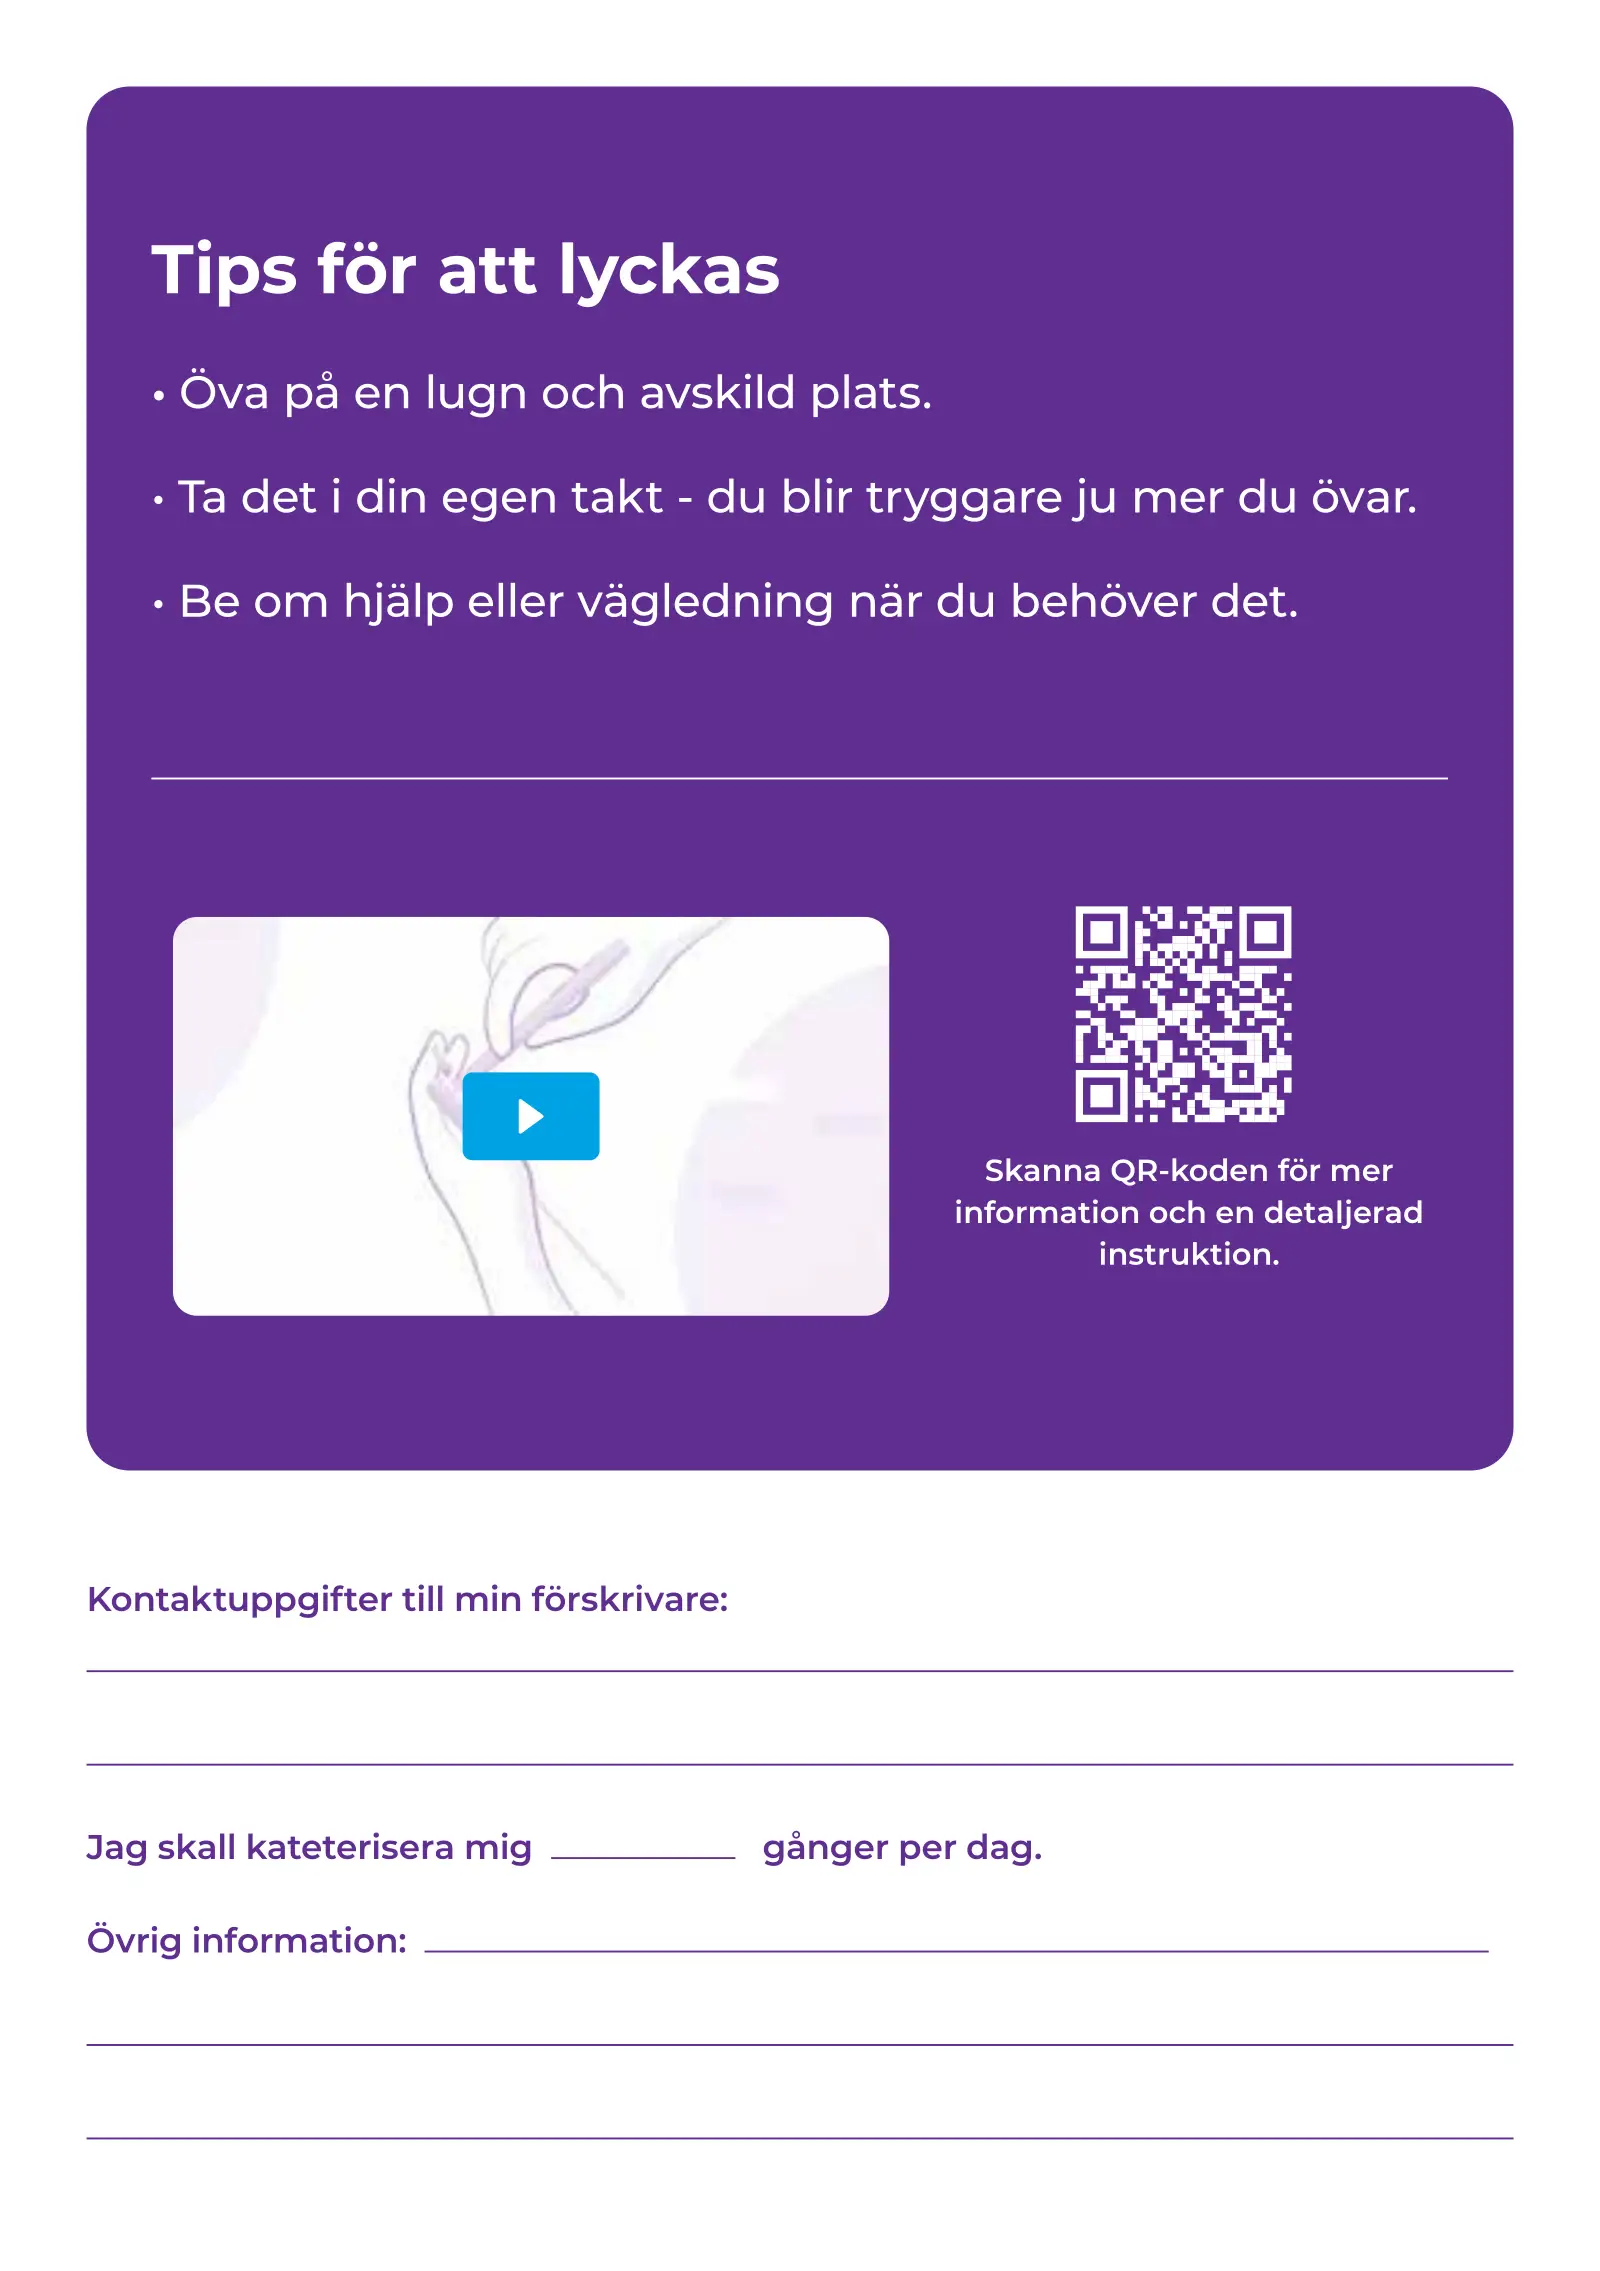 Tips för att lyckas
• Öva på en lugn och avskild plats.
• Ta det i din egen takt - du blir tryggare ju mer du övar.
• Be om hjälp eller vägledning när du behöver det.
Skanna QR-koden för mer
information och en detaljerad
instruktion.
Kontaktuppgifter till min förskrivare:
Jag skall kateterisera mig ________ gånger per dag.
Övrig information: